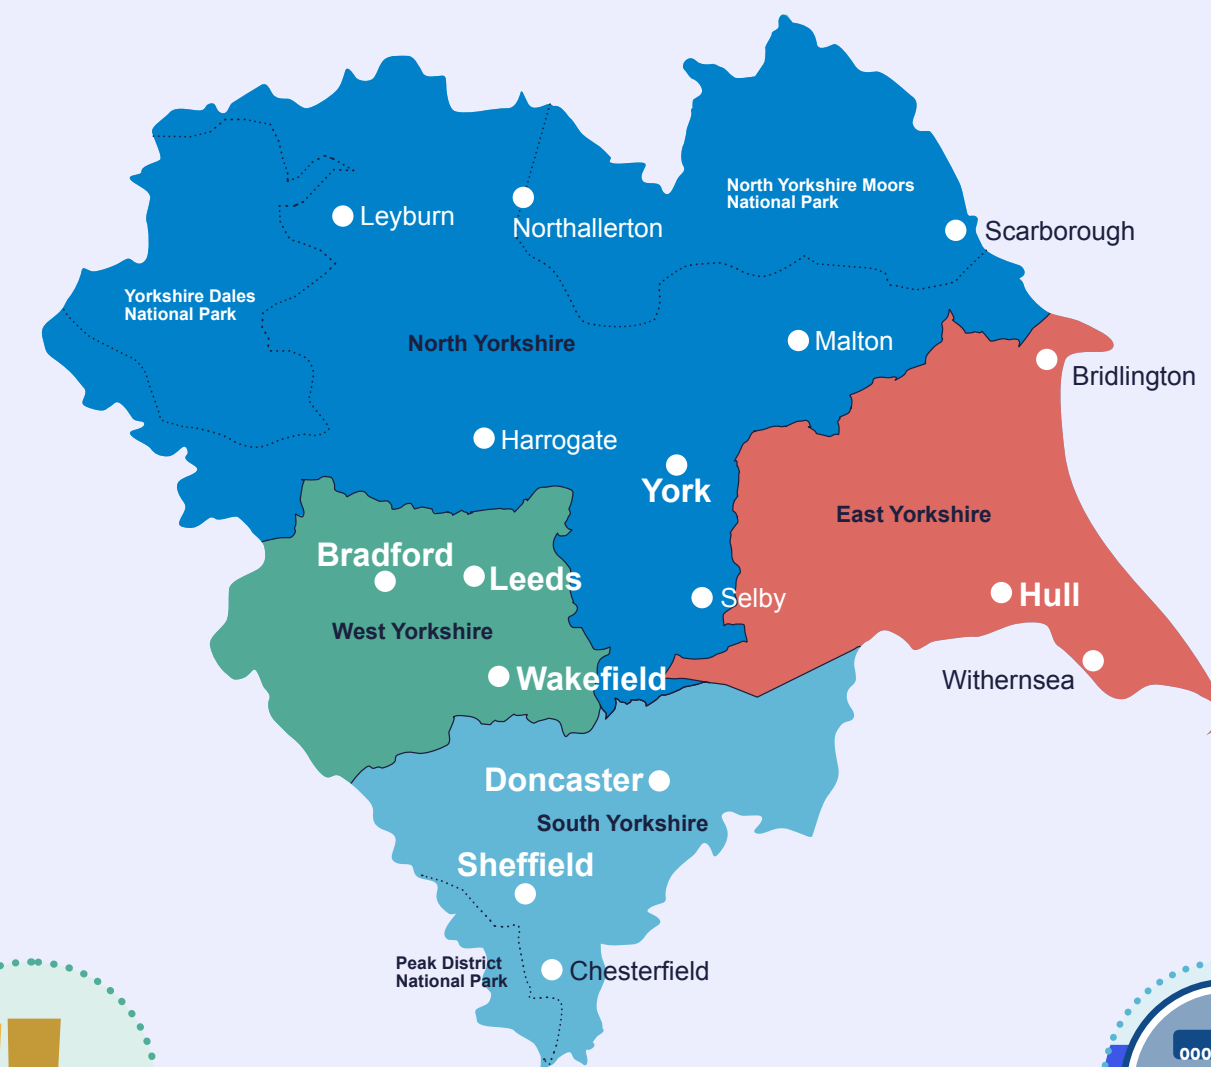 North Yorkshire Moors
National Park
Leyburn
Northallerton
Scarborough
Yorkshire Dales
National Park
North Yorkshire
Malton
Bridlington
Harrogate
York
East Yorkshire
Bradford
Leeds
Selby
Hull
West Yorkshire
Wakefield
Withernsea
Doncaster
South Yorkshire
Sheffield
Peak District
National Park
Chesterfield
000